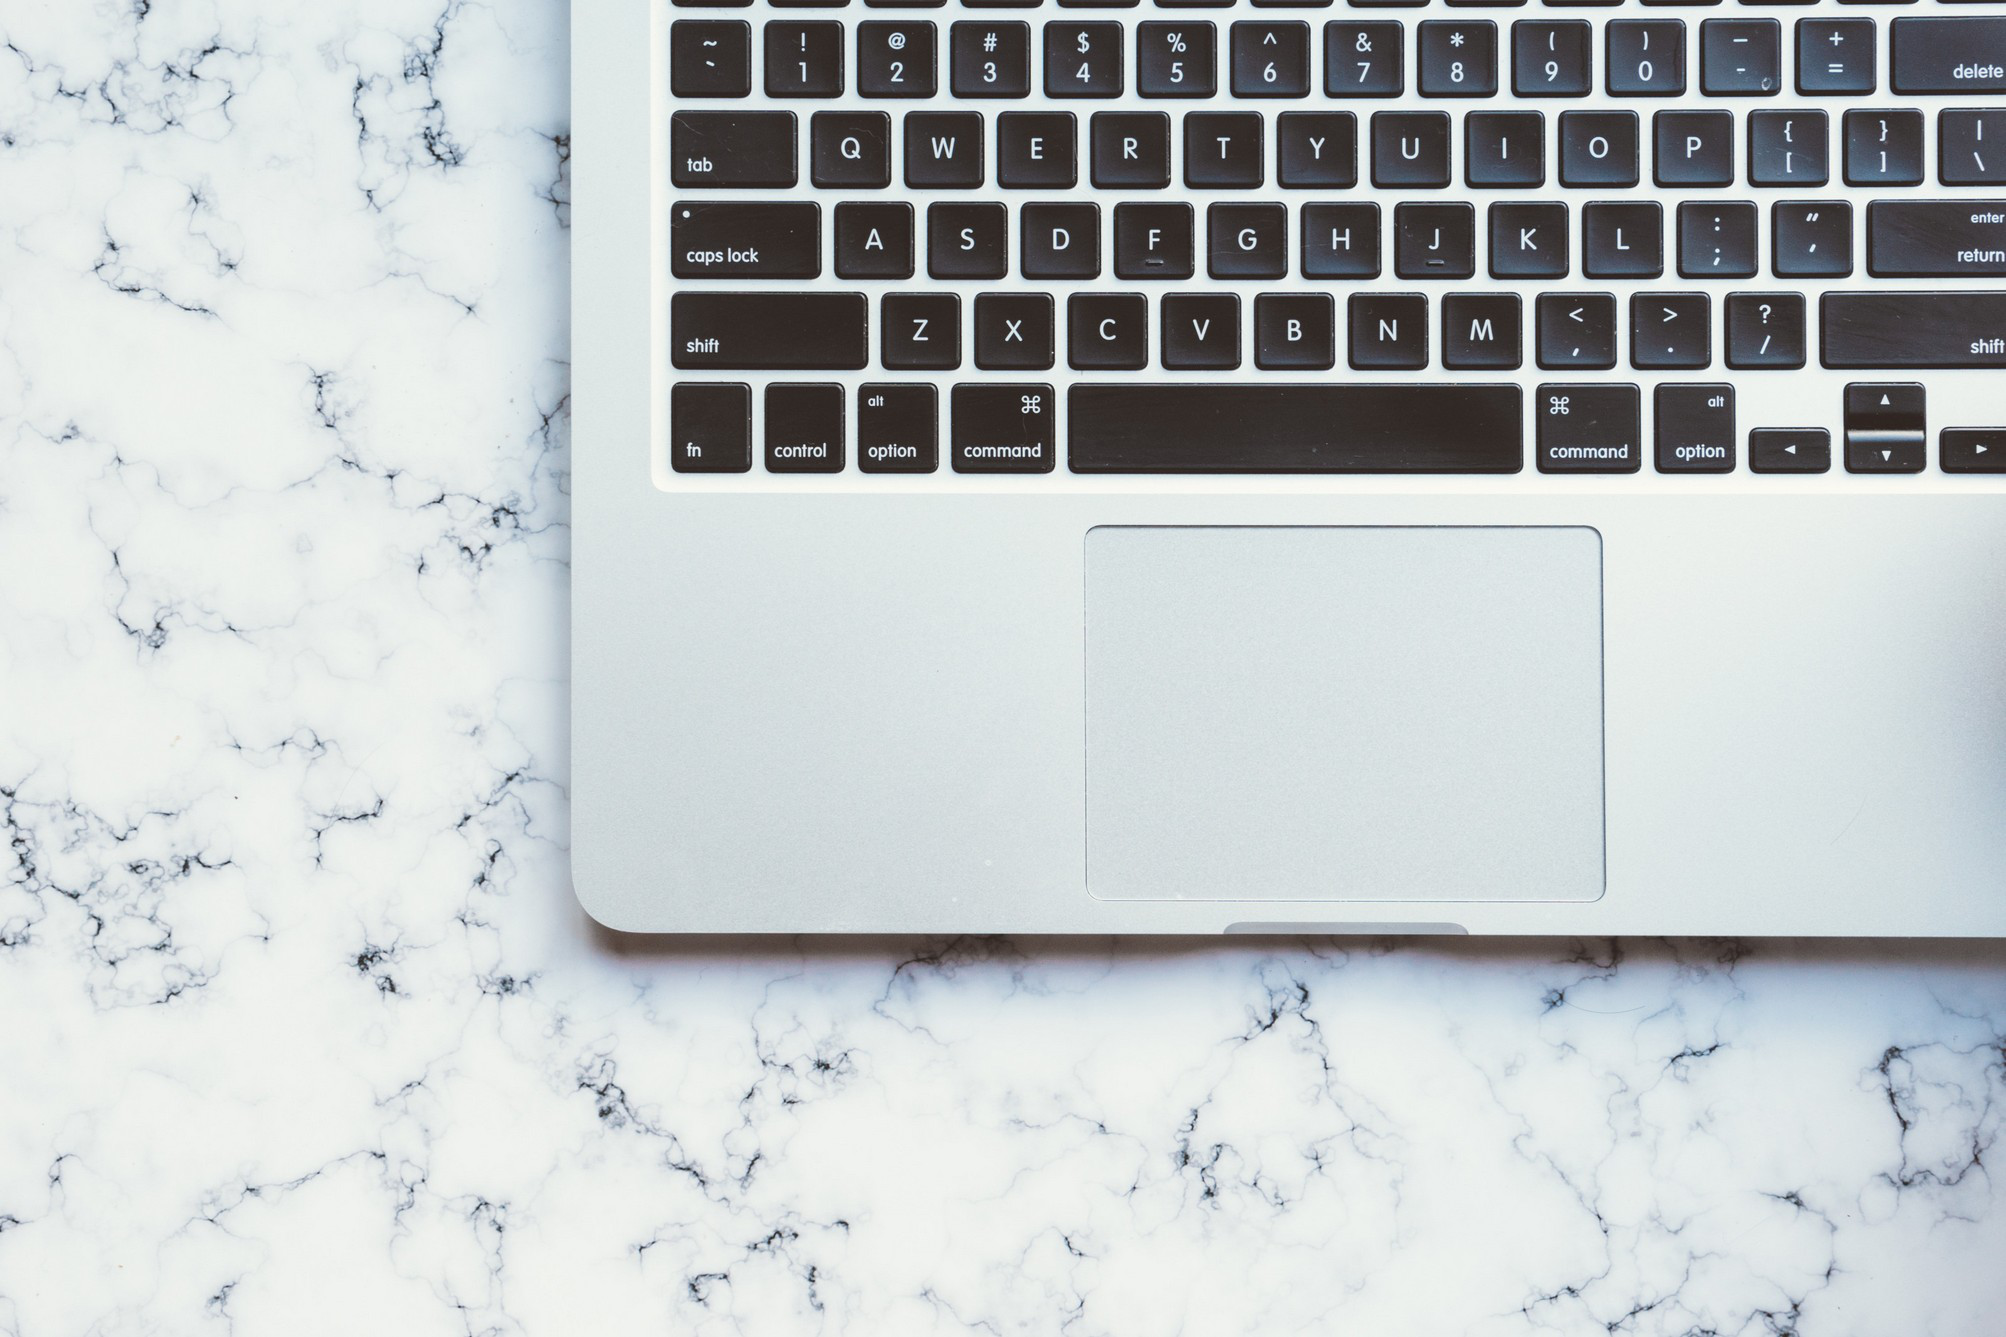 ~ ! @ # $ % ^ & * ( ) — +
` 1 2 3 4 5 6 7 8 9 0 - = delete
tab Q W E R T Y U I O P { [ } ] | \
caps lock A S D F G H J K L : ; " ' enter return
shift Z X C V B N M < , > . ? / shift
fn control alt option ⌘ command ⌘ command alt option ◀ ▲ ▼ ▶